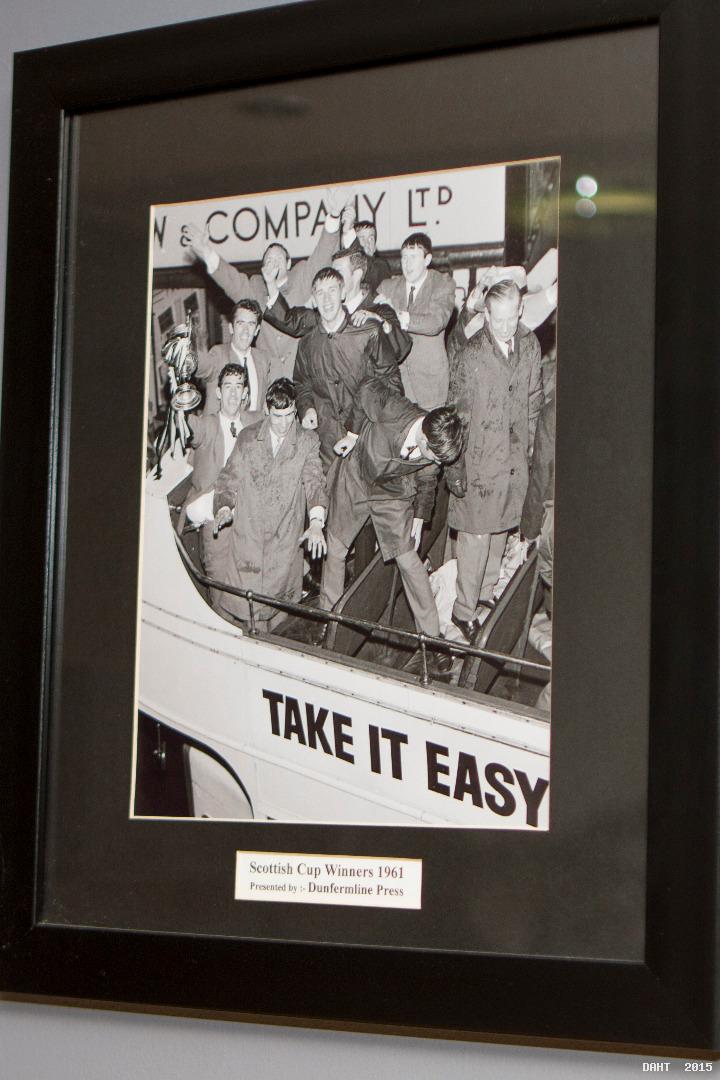 & COMPANY LTD.
TAKE IT EASY
Scottish Cup Winners 1961
Presented by :- Dunfermline Press
DAHT 2015